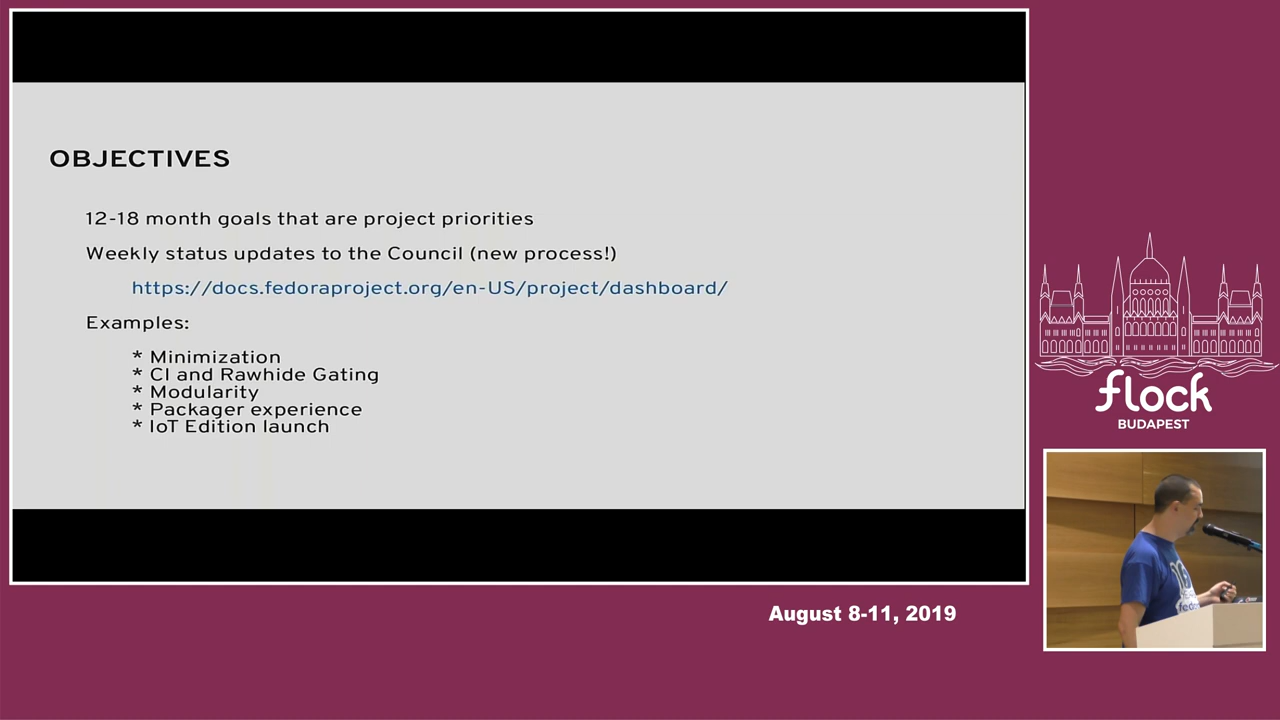 OBJECTIVES
12-18 month goals that are project priorities
Weekly status updates to the Council (new process!)
https://docs.fedoraproject.org/en-US/project/dashboard/
Examples:
* Minimization
* CI and Rawhide Gating
* Modularity
* Packager experience
* IoT Edition launch
flock
BUDAPEST
August 8-11, 2019